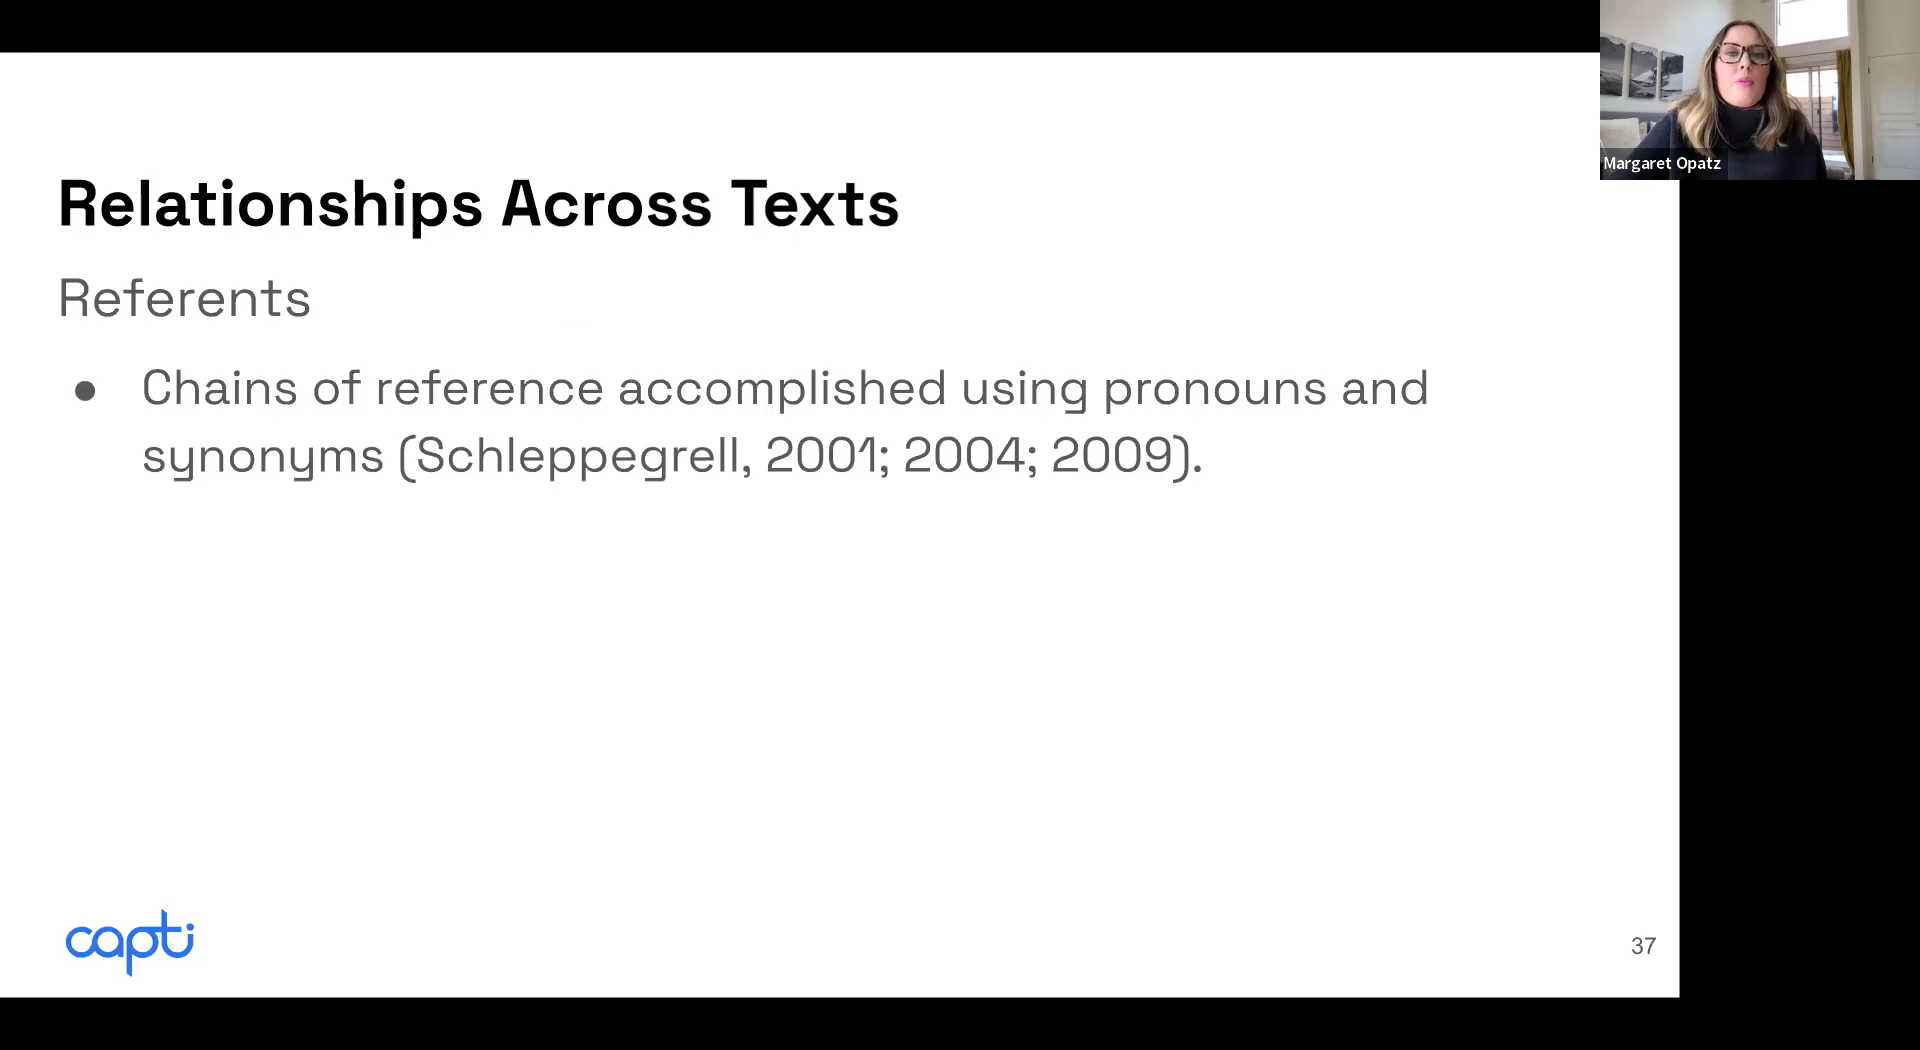 Relationships Across Texts
Referents
● Chains of reference accomplished using pronouns and
synonyms (Schleppegrell, 2001; 2004; 2009).
capti
37
Margaret Opatz